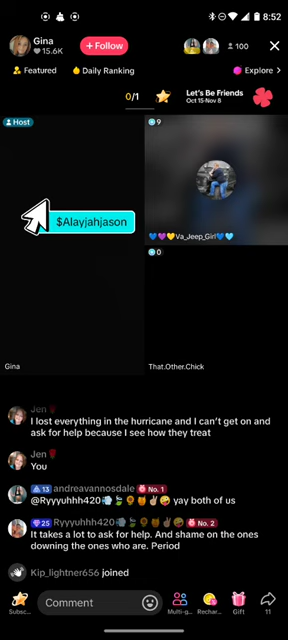 8:52
Gina
15.6K
+ Follow
100
Featured
Daily Ranking
Explore >
0/1
Let's Be Friends
Oct 15-Nov 8
Host
9
$Alayjahjason
💙💜💛Va_Jeep_Girl💙🩵
0
Gina
That.Other.Chick
Jen🌹
I lost everything in the hurricane and I can't get on and
ask for help because I see how they treat
Jen🌹
You
13 andreavannosdale No. 1
@Ryyyuhhh420💨🍃🌻🍯✌🏼🪬 yay both of us
25 Ryyyuhhh420💨🍃🌻🍯✌🏼🪬 No. 2
It takes a lot to ask for help. And shame on the ones
downing the ones who are. Period
Kip_lightner656 joined
Comment
Subsc...
Multi-g...
Rechar...
Gift
11